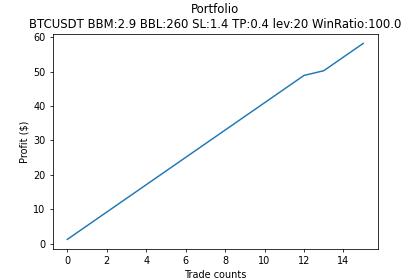 Portfolio
BTCUSDT BBM:2.9 BBL:260 SL:1.4 TP:0.4 lev:20 WinRatio:100.0
60
50
40
30
20
10
0
Profit ($)
0 2 4 6 8 10 12 14
Trade counts